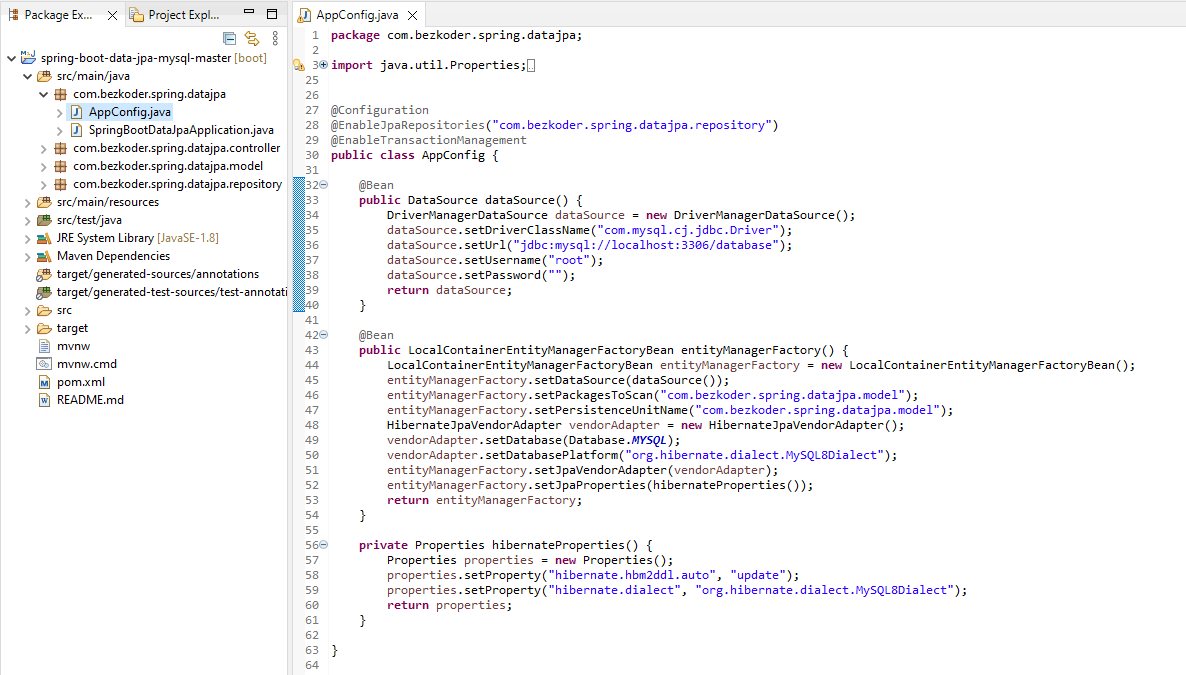 Package Ex...
Project Expl...
spring-boot-data-jpa-mysql-master [boot]
src/main/java
com.bezkoder.spring.datajpa
AppConfig.java
SpringBootDataJpaApplication.java
com.bezkoder.spring.datajpa.controller
com.bezkoder.spring.datajpa.model
com.bezkoder.spring.datajpa.repository
src/main/resources
src/test/java
JRE System Library [JavaSE-1.8]
Maven Dependencies
target/generated-sources/annotations
target/generated-test-sources/test-annotati
src
target
mvnw
mvnw.cmd
pom.xml
README.md
AppConfig.java
1 package com.bezkoder.spring.datajpa;
2
3 import java.util.Properties;
25
26
27 @Configuration
28 @EnableJpaRepositories("com.bezkoder.spring.datajpa.repository")
29 @EnableTransactionManagement
30 public class AppConfig {
31
32 @Bean
33 public DataSource dataSource() {
34 DriverManagerDataSource dataSource = new DriverManagerDataSource();
35 dataSource.setDriverClassName("com.mysql.cj.jdbc.Driver");
36 dataSource.setUrl("jdbc:mysql://localhost:3306/database");
37 dataSource.setUsername("root");
38 dataSource.setPassword("");
39 return dataSource;
40 }
41
42 @Bean
43 public LocalContainerEntityManagerFactoryBean entityManagerFactory() {
44 LocalContainerEntityManagerFactoryBean entityManagerFactory = new LocalContainerEntityManagerFactoryBean();
45 entityManagerFactory.setDataSource(dataSource());
46 entityManagerFactory.setPackagesToScan("com.bezkoder.spring.datajpa.model");
47 entityManagerFactory.setPersistenceUnitName("com.bezkoder.spring.datajpa.model");
48 HibernateJpaVendorAdapter vendorAdapter = new HibernateJpaVendorAdapter();
49 vendorAdapter.setDatabase(Database.MYSQL);
50 vendorAdapter.setDatabasePlatform("org.hibernate.dialect.MySQL8Dialect");
51 entityManagerFactory.setJpaVendorAdapter(vendorAdapter);
52 entityManagerFactory.setJpaProperties(hibernateProperties());
53 return entityManagerFactory;
54 }
55
56 private Properties hibernateProperties() {
57 Properties properties = new Properties();
58 properties.setProperty("hibernate.hbm2ddl.auto", "update");
59 properties.setProperty("hibernate.dialect", "org.hibernate.dialect.MySQL8Dialect");
60 return properties;
61 }
62
63 }
64